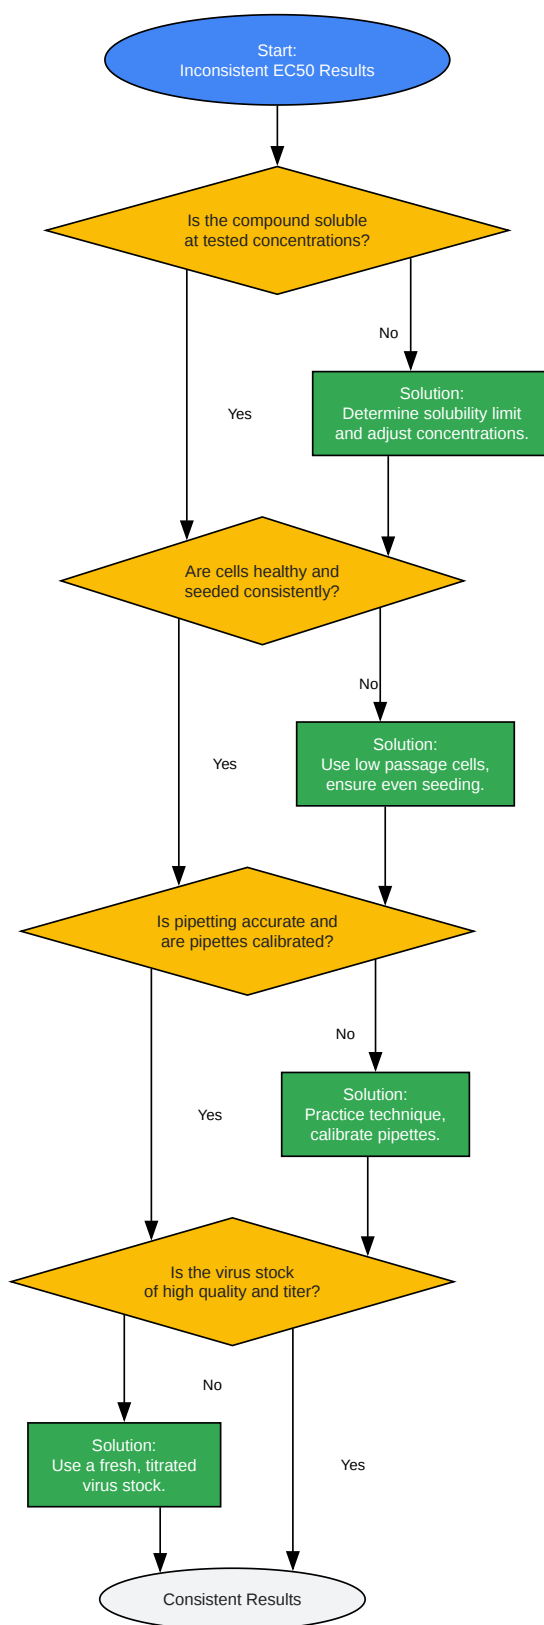 Start:
Inconsistent EC50 Results
Is the compound soluble
at tested concentrations?
No
Solution:
Determine solubility limit
and adjust concentrations.
Yes
Are cells healthy and
seeded consistently?
No
Solution:
Use low passage cells,
ensure even seeding.
Yes
Is pipetting accurate and
are pipettes calibrated?
No
Solution:
Practice technique,
calibrate pipettes.
Yes
Is the virus stock
of high quality and titer?
No
Solution:
Use a fresh, titrated
virus stock.
Yes
Consistent Results